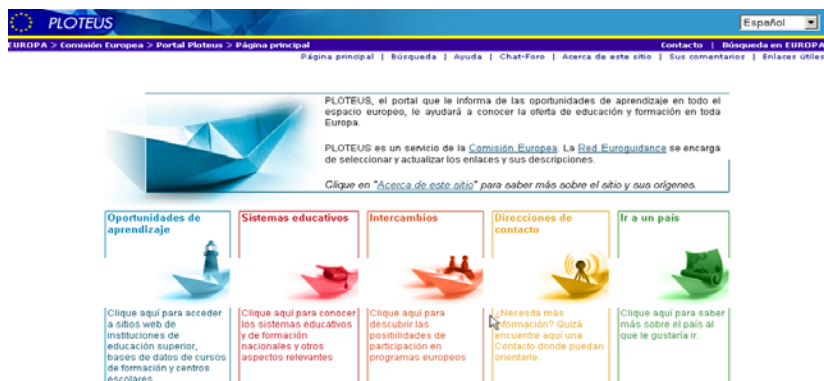 PLOTEUS
Español
EUROPA > Comisión Europea > Portal Ploteus > Página principal
Contacto | Búsqueda en EUROPA
Página principal | Búsqueda | Ayuda | Chat-Foro | Acerca de este sitio | Sus comentarios | Enlaces útiles
PLOTEUS, el portal que le informa de las oportunidades de aprendizaje en todo el
espacio europeo, le ayudará a conocer la oferta de educación y formación en toda
Europa.
PLOTEUS es un servicio de la Comisión Europea. La Red Euroguidance se encarga
de seleccionar y actualizar los enlaces y sus descripciones.
Clique en "Acerca de este sitio" para saber más sobre el sitio y sus orígenes.
Oportunidades de
aprendizaje
Clique aquí para acceder
a sitios web de
instituciones de
educación superior,
bases de datos de cursos
de formación y centros
escolares
Sistemas educativos
Clique aquí para conocer
los sistemas educativos
y de formación
nacionales y otros
aspectos relevantes
Intercambios
Clique aquí para
descubrir las
posibilidades de
participación en
programas europeos
Direcciones de
contacto
¿Necesita más
información? Quizá
encuentre aquí una
Contacto donde puedan
orientarle.
Ir a un país
Clique aquí para saber
más sobre el país al
que le gustaría ir.